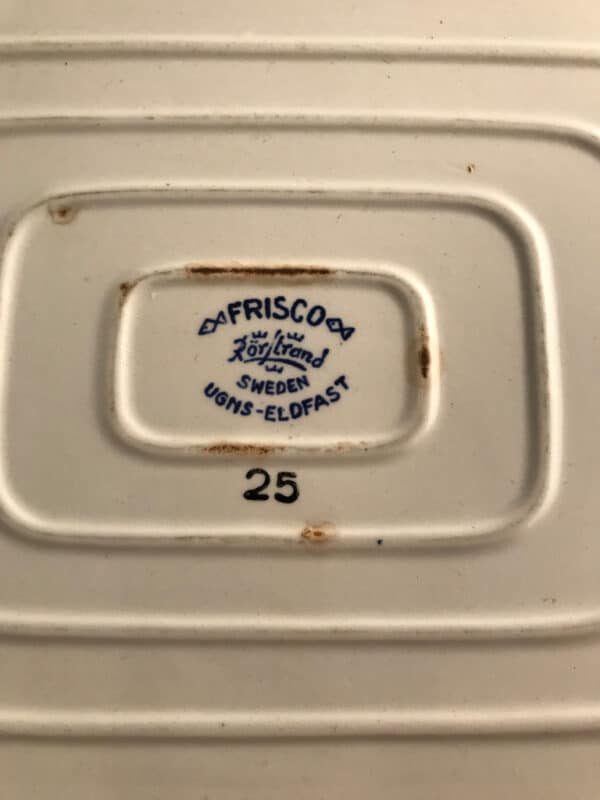 FRISCO
Rörstrand
SWEDEN
UGNS-ELDFAST
25